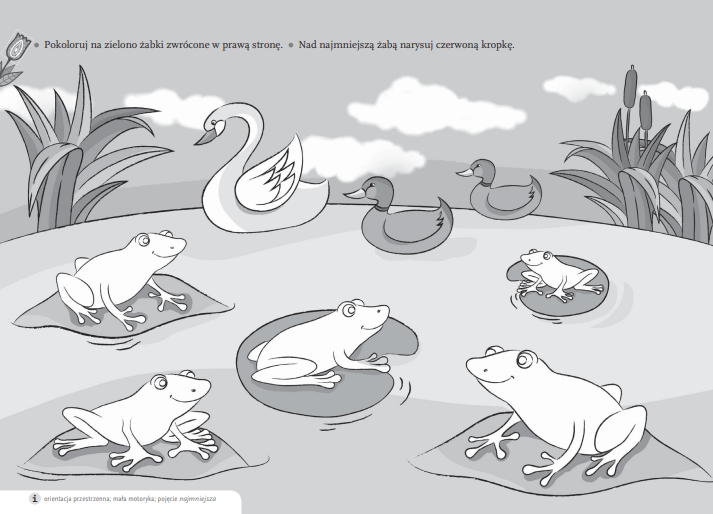 Pokoloruj na zielono żabki zwrócone w prawą stronę. ● Nad najmniejszą żabą narysuj czerwoną kropkę.
i orientacja przestrzenna; mała motoryka; pojęcie najmniejsza